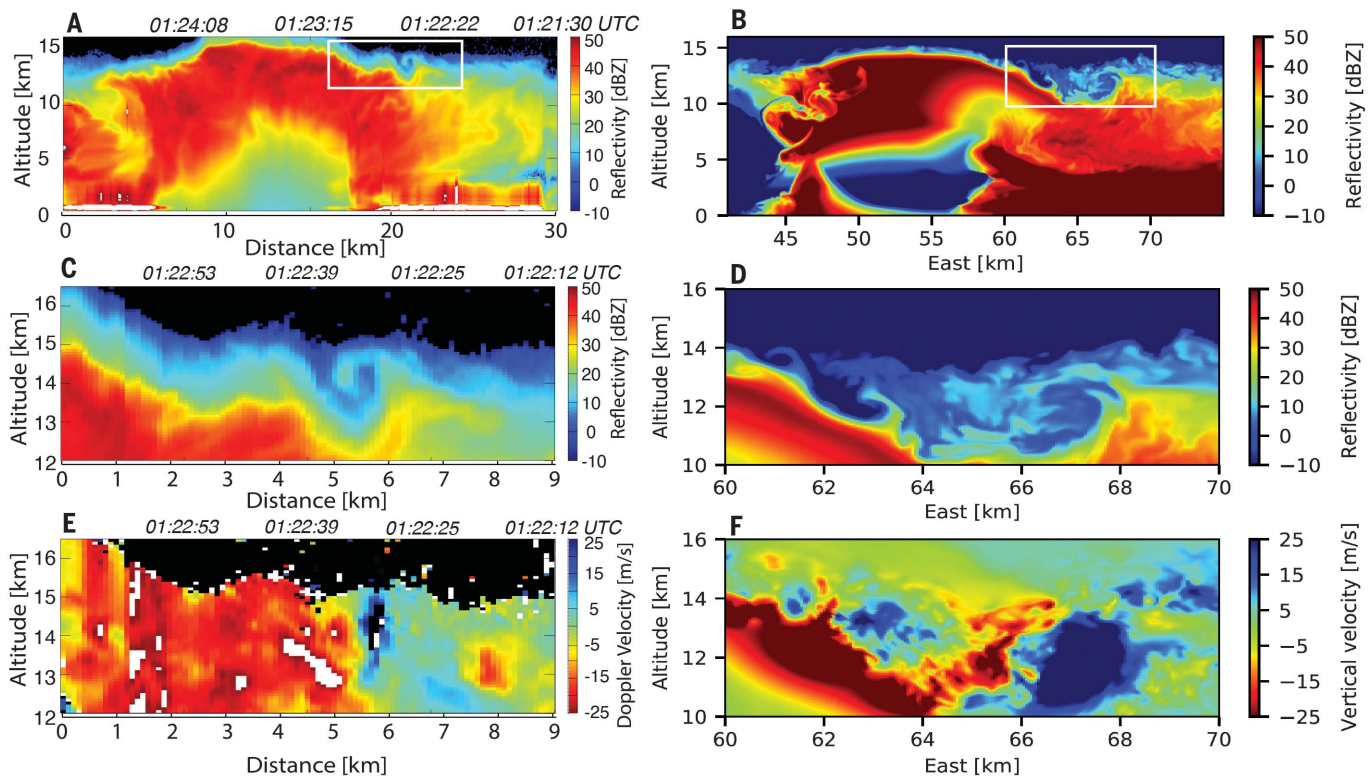 A
01:24:08 01:23:15 01:22:22 01:21:30 UTC
15
10
5
0
Altitude [km]
0 10 20 30
Distance [km]
50
40
30
20
10
0
-10
Reflectivity [dBZ]
B
15
10
5
0
Altitude [km]
45 50 55 60 65 70
East [km]
50
40
30
20
10
0
−10
Reflectivity [dBZ]
C
01:22:53 01:22:39 01:22:25 01:22:12 UTC
16
15
14
13
12
Altitude [km]
0 1 2 3 4 5 6 7 8 9
Distance [km]
50
40
30
20
10
0
-10
Reflectivity [dBZ]
D
16
14
12
10
Altitude [km]
60 62 64 66 68 70
East [km]
50
40
30
20
10
0
−10
Reflectivity [dBZ]
E
01:22:53 01:22:39 01:22:25 01:22:12 UTC
16
15
14
13
12
Altitude [km]
0 1 2 3 4 5 6 7 8 9
Distance [km]
25
15
5
-5
-15
-25
Doppler Velocity [m/s]
F
16
14
12
10
Altitude [km]
60 62 64 66 68 70
East [km]
25
15
5
−5
−15
−25
Vertical velocity [m/s]